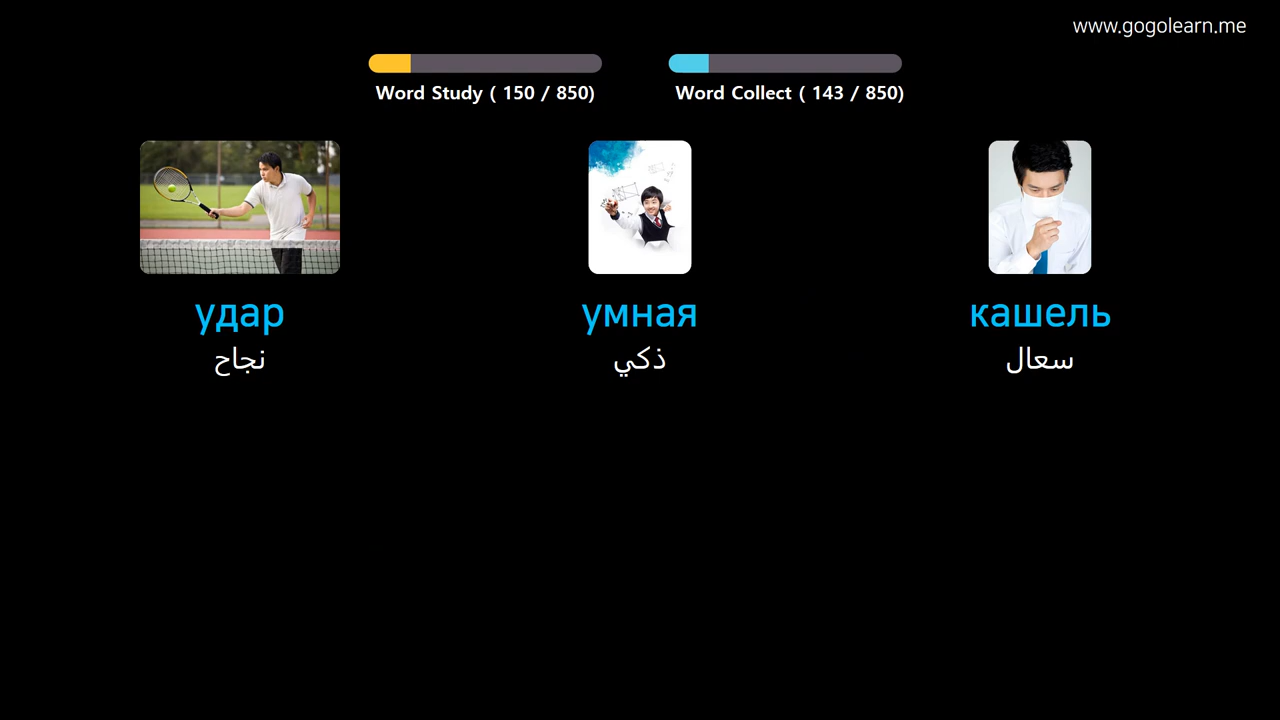 www.gogolearn.me
Word Study ( 150 / 850)
Word Collect ( 143 / 850)
удар
умная
кашель
نجاح
ذكي
سعال